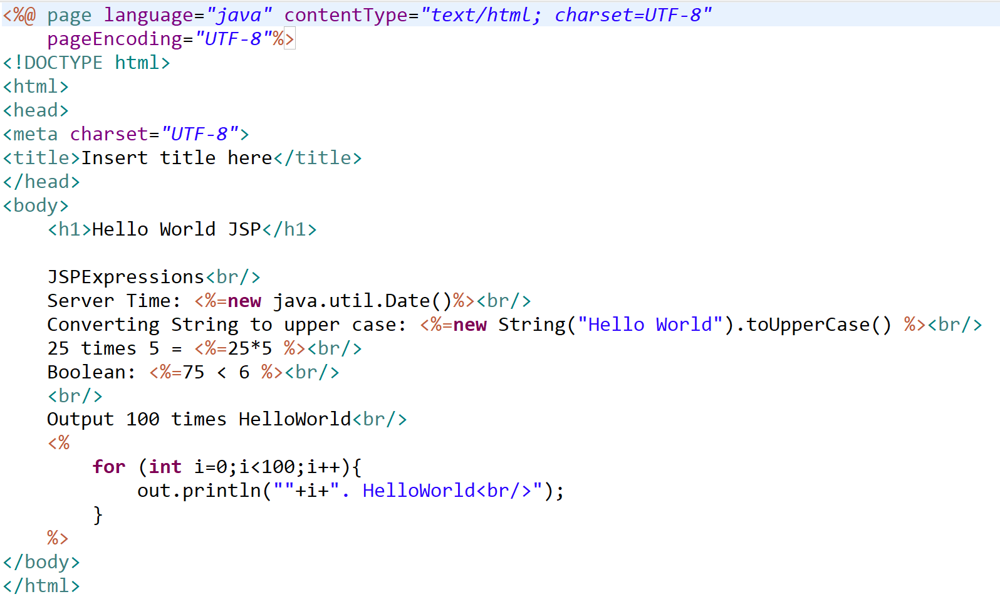 <%@ page language="java" contentType="text/html; charset=UTF-8"
    pageEncoding="UTF-8"%>
<!DOCTYPE html>
<html>
<head>
<meta charset="UTF-8">
<title>Insert title here</title>
</head>
<body>
    <h1>Hello World JSP</h1>

    JSPExpressions<br/>
    Server Time: <%=new java.util.Date()%><br/>
    Converting String to upper case: <%=new String("Hello World").toUpperCase() %><br/>
    25 times 5 = <%=25*5 %><br/>
    Boolean: <%=75 < 6 %><br/>
    <br/>
    Output 100 times HelloWorld<br/>
    <%
        for (int i=0;i<100;i++){
            out.println(""+i+". HelloWorld<br/>");
        }
    %>
</body>
</html>